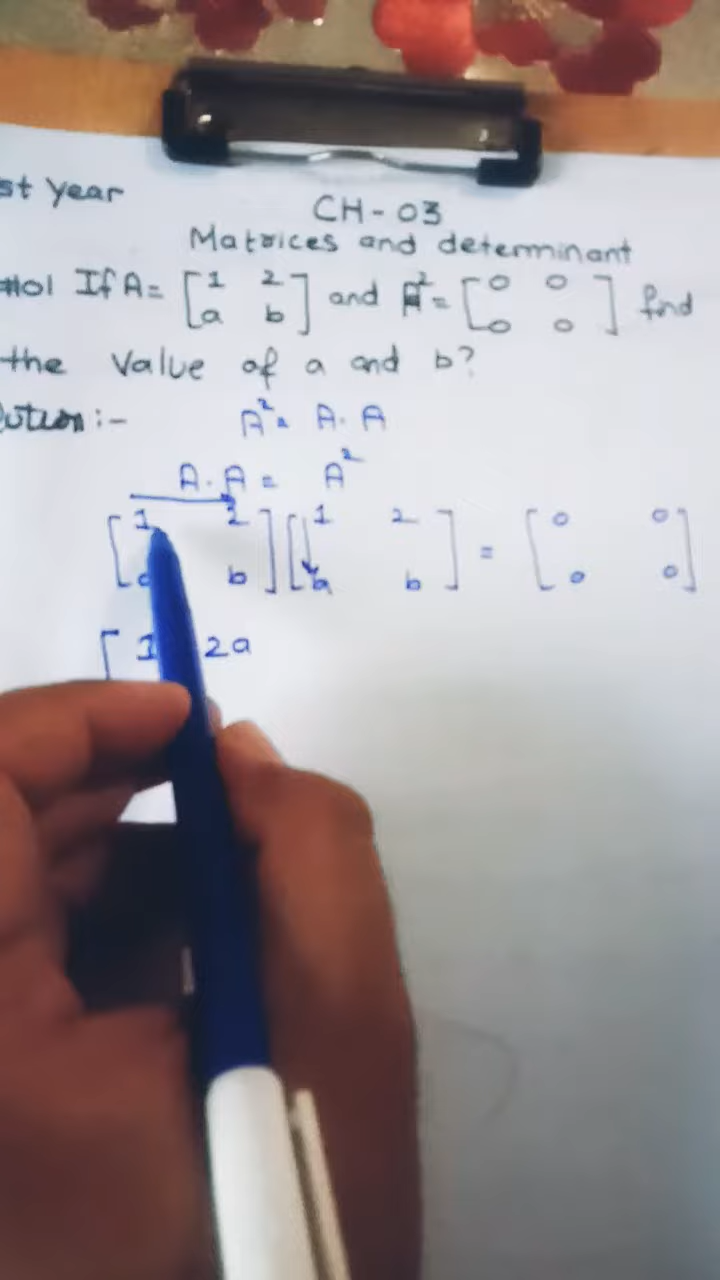 st year
CH-03
Matrices and determinant
If A = [1 2 and A² = [0 0 find
a b] 0 0]
the Value of a and b?
:- A² = A. A
A. A = A²
[1 2 [1 2 = [0 0
b] a b] 0 0]
[1 2a